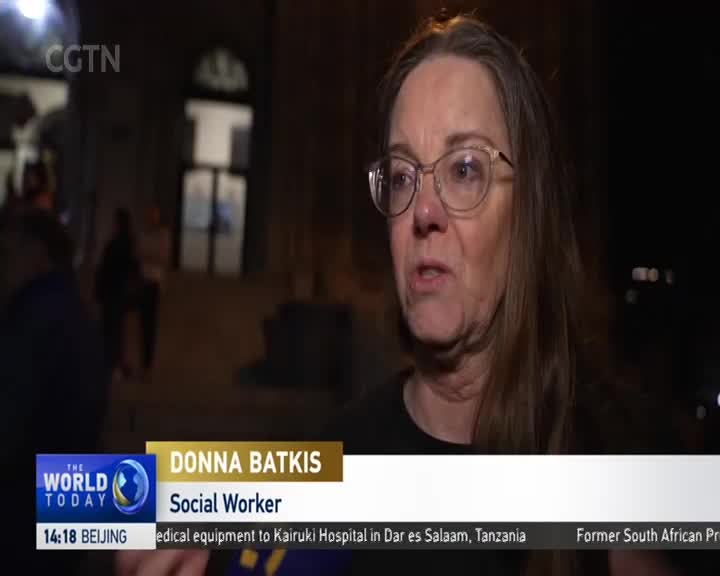 CGTN
DONNA BATKIS
THE
WORLD
TODAY
Social Worker
14:18 BEIJING
edical equipment to Kairuki Hospital in Dar es Salaam, Tanzania
Former South African Pr